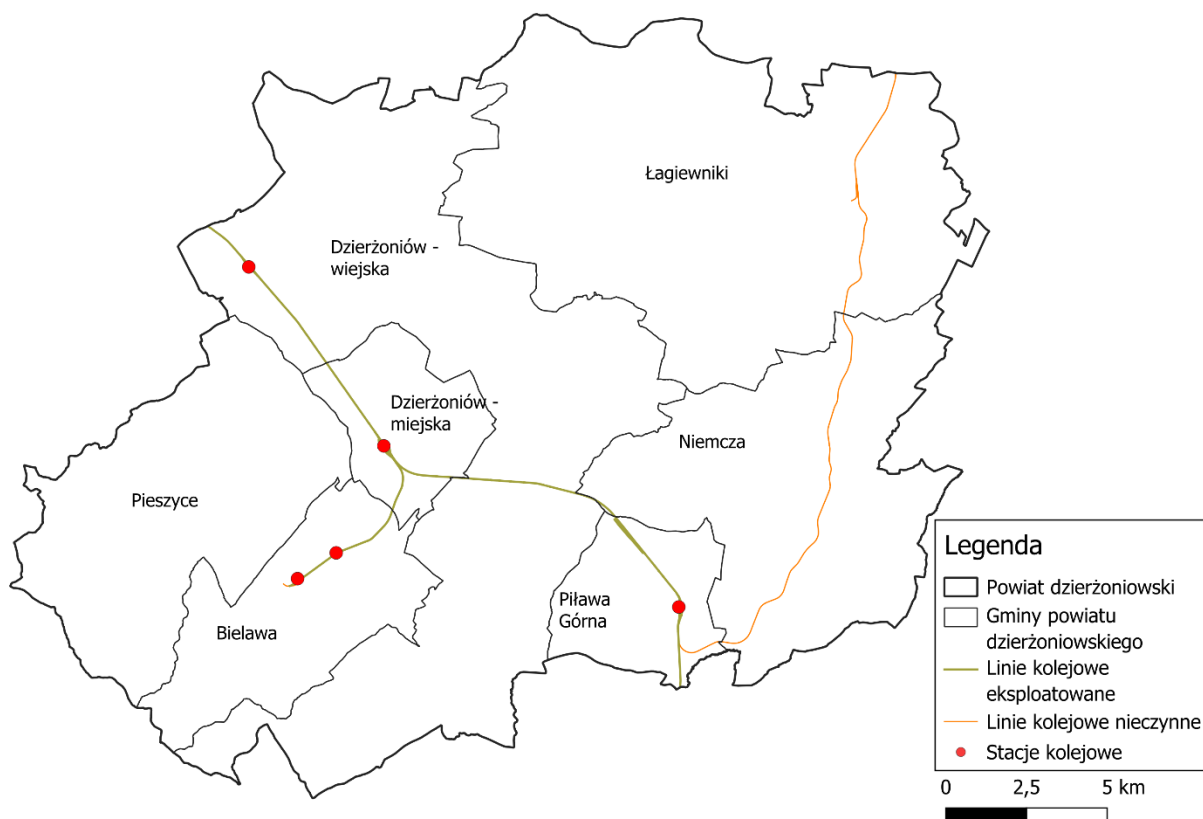 Łagiewniki
Dzierżoniów -
wiejska
Dzierżoniów -
miejska
Niemcza
Pieszyce
Piława
Górna
Bielawa
Legenda
Powiat dzierżoniowski
Gminy powiatu
dzierżoniowskiego
Linie kolejowe
eksploatowane
Linie kolejowe nieczynne
Stacje kolejowe
0 2,5 5 km